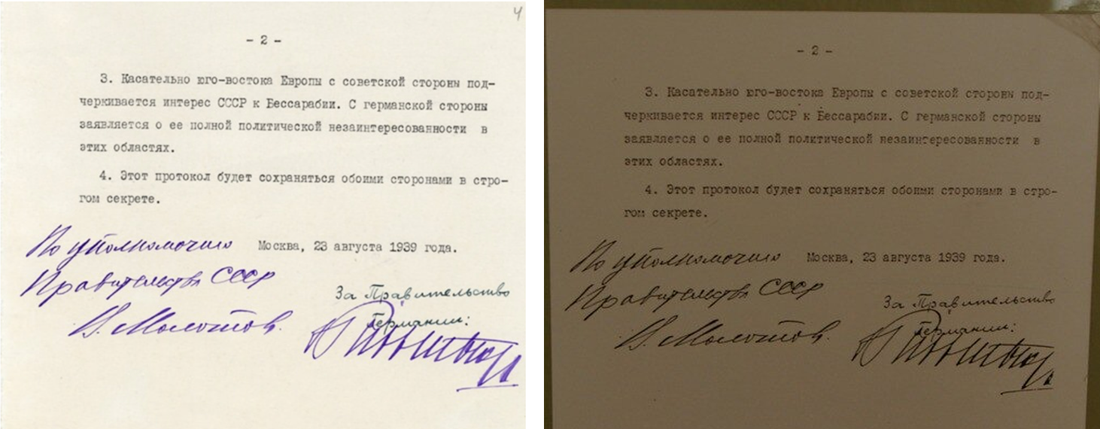 4
- 2 -
3. Касательно юго-востока Европы с советской стороны под-
черкивается интерес СССР к Бессарабии. С германской стороны
заявляется о ее полной политической незаинтересованности в
этих областях.
4. Этот протокол будет сохраняться обоими сторонами в стро-
гом секрете.
Москва, 23 августа 1939 года.
По уполномочию
Правительства СССР
В. Молотов.
За Правительство
Германии:
- 2 -
3. Касательно юго-востока Европы с советской стороны под-
черкивается интерес СССР к Бессарабии. С германской стороны
заявляется о ее полной политической незаинтересованности в
этих областях.
4. Этот протокол будет сохраняться обоими сторонами в стро-
гом секрете.
Москва, 23 августа 1939 года.
По уполномочию
Правительства СССР
В. Молотов.
За Правительство
Германии: